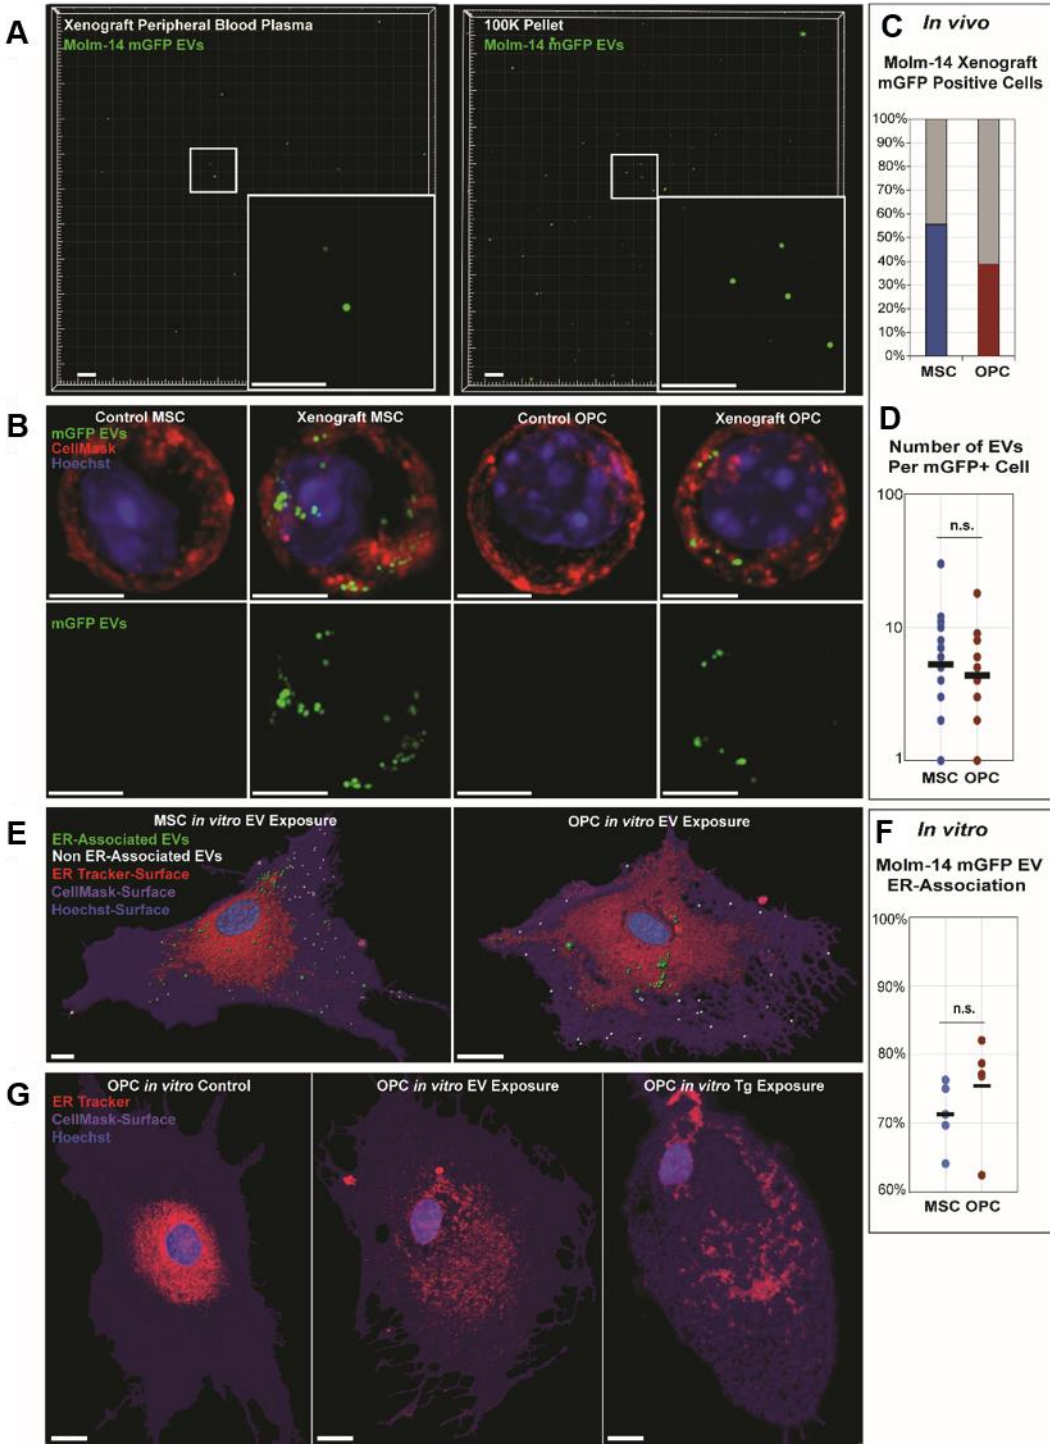 A
Xenograft Peripheral Blood Plasma
Molm-14 mGFP EVs
100K Pellet
Molm-14 mGFP EVs
C
In vivo
Molm-14 Xenograft
mGFP Positive Cells
100%
90%
80%
70%
60%
50%
40%
30%
20%
10%
0%
MSC
OPC
B
Control MSC
Xenograft MSC
Control OPC
Xenograft OPC
mGFP EVs
CellMask
Hoechst
mGFP EVs
D
Number of EVs
Per mGFP+ Cell
100
n.s.
10
1
MSC OPC
E
MSC in vitro EV Exposure
OPC in vitro EV Exposure
ER-Associated EVs
Non ER-Associated EVs
ER Tracker-Surface
CellMask-Surface
Hoechst-Surface
F
In vitro
Molm-14 mGFP EV
ER-Association
100%
90%
n.s.
80%
70%
60%
MSC OPC
G
OPC in vitro Control
OPC in vitro EV Exposure
OPC in vitro Tg Exposure
ER Tracker
CellMask-Surface
Hoechst